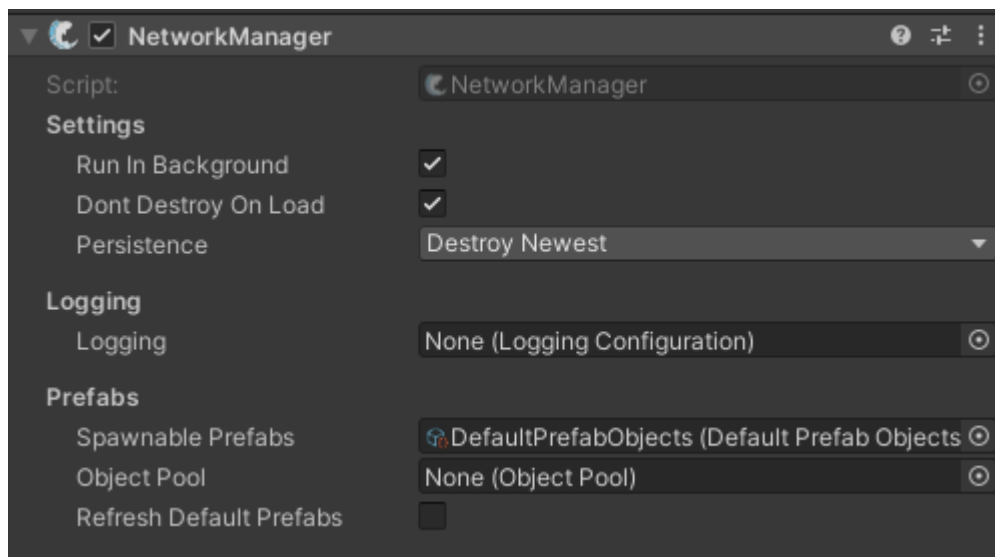 NetworkManager
Script: NetworkManager
Settings
Run In Background
Dont Destroy On Load
Persistence Destroy Newest
Logging
Logging None (Logging Configuration)
Prefabs
Spawnable Prefabs DefaultPrefabObjects (Default Prefab Objects
Object Pool None (Object Pool)
Refresh Default Prefabs